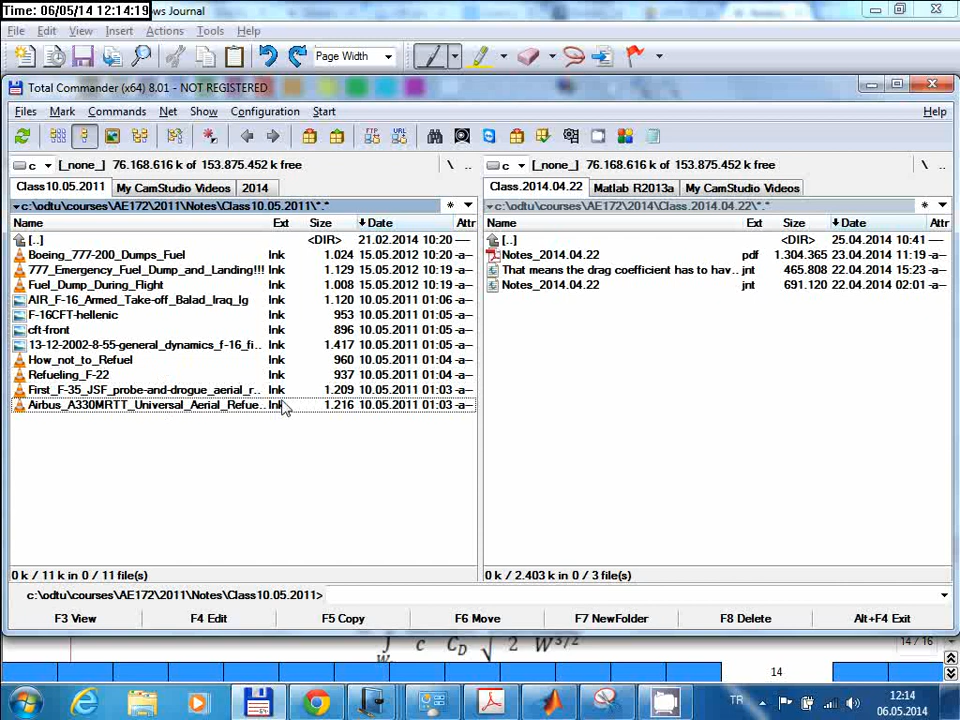 Time: 06/05/14 12:14:19 ws Journal
File Edit View Insert Actions Tools Help
Page Width
Total Commander (x64) 8.01 - NOT REGISTERED
Files Mark Commands Net Show Configuration Start Help
FTP URL
c [_none_] 76.168.616 k of 153.875.452 k free \ .. c [_none_] 76.168.616 k of 153.875.452 k free \ ..
Class10.05.2011 My CamStudio Videos 2014 Class.2014.04.22 Matlab R2013a My CamStudio Videos
c:\odtu\courses\AE172\2011\Notes\Class10.05.2011\*.* * c:\odtu\courses\AE172\2014\Class.2014.04.22\*.* *
Name Ext Size Date Attr Name Ext Size Date Attr
[..] <DIR> 21.02.2014 10:20 ---- [..] <DIR> 25.04.2014 10:41 ----
Boeing_777-200_Dumps_Fuel lnk 1.024 15.05.2012 10:20 -a-- Notes_2014.04.22 pdf 1.304.365 23.04.2014 11:19 -a--
777_Emergency_Fuel_Dump_and_Landing!!! lnk 1.129 15.05.2012 10:19 -a-- That means the drag coefficient has to hav.. jnt 465.808 22.04.2014 15:23 -a--
Fuel_Dump_During_Flight lnk 1.008 15.05.2012 10:19 -a-- Notes_2014.04.22 jnt 691.120 22.04.2014 02:01 -a--
AIR_F-16_Armed_Take-off_Balad_Iraq_lg lnk 1.120 10.05.2011 01:06 -a--
F-16CFT-hellenic lnk 953 10.05.2011 01:05 -a--
cft-front lnk 896 10.05.2011 01:05 -a--
13-12-2002-8-55-general_dynamics_f-16_fi.. lnk 1.417 10.05.2011 01:05 -a--
How_not_to_Refuel lnk 960 10.05.2011 01:04 -a--
Refueling_F-22 lnk 937 10.05.2011 01:04 -a--
First_F-35_JSF_probe-and-drogue_aerial_r.. lnk 1.209 10.05.2011 01:03 -a--
Airbus_A330MRTT_Universal_Aerial_Refue.. lnk 1.216 10.05.2011 01:03 -a--
0 k / 11 k in 0 / 11 file(s) 0 k / 2.403 k in 0 / 3 file(s)
c:\odtu\courses\AE172\2011\Notes\Class10.05.2011>
F3 View F4 Edit F5 Copy F6 Move F7 NewFolder F8 Delete Alt+F4 Exit
c C_D √ 2 W^3/2 14 / 16
14
TR 12:14
06.05.2014